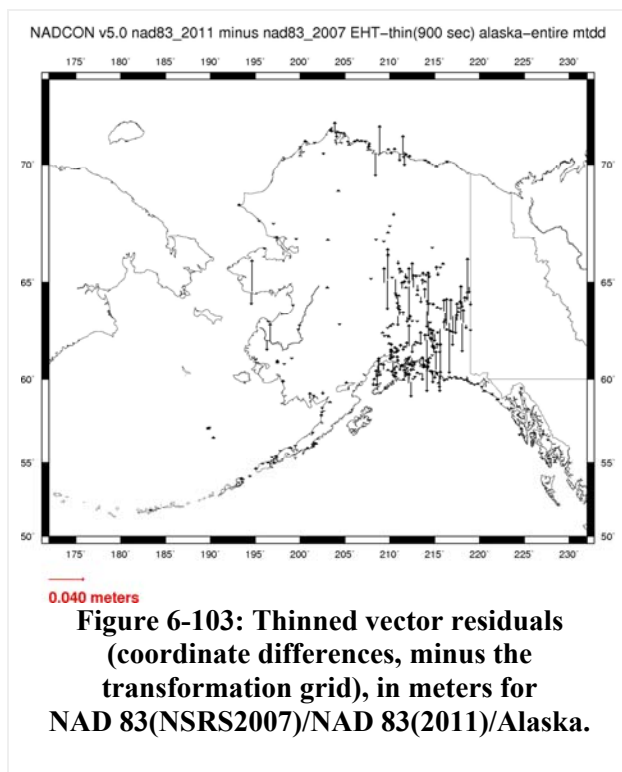 NADCON v5.0 nad83_2011 minus nad83_2007 EHT−thin(900 sec) alaska−entire mtdd
175˚ 180˚ 185˚ 190˚ 195˚ 200˚ 205˚ 210˚ 215˚ 220˚ 225˚ 230˚
70˚ 70˚
65˚ 65˚
60˚ 60˚
55˚ 55˚
50˚ 50˚
175˚ 180˚ 185˚ 190˚ 195˚ 200˚ 205˚ 210˚ 215˚ 220˚ 225˚ 230˚
0.040 meters
Figure 6-103: Thinned vector residuals
(coordinate differences, minus the
transformation grid), in meters for
NAD 83(NSRS2007)/NAD 83(2011)/Alaska.